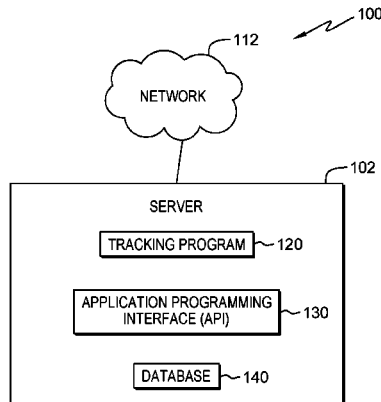 100
112
NETWORK
102
SERVER
TRACKING PROGRAM
120
APPLICATION PROGRAMMING
INTERFACE (API)
130
DATABASE
140